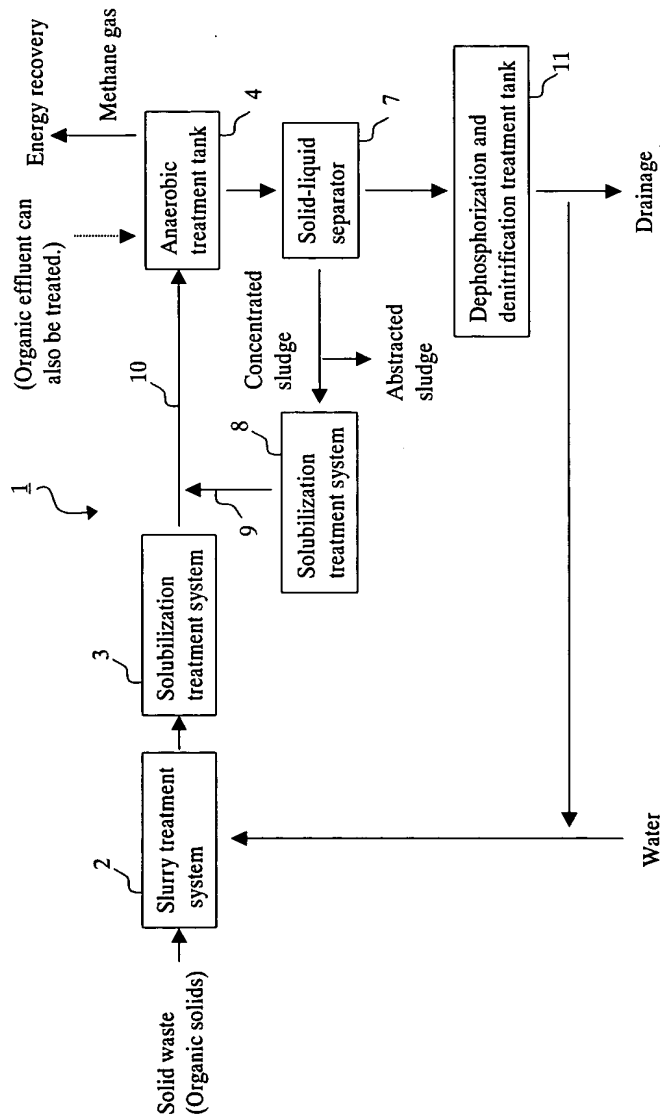 1
Solid waste
(Organic solids)
2
Slurry treatment
system
3
Solubilization
treatment system
10
(Organic effluent can
also be treated.)
Energy recovery
Methane gas
4
Anaerobic
treatment tank
7
Solid-liquid
separator
Concentrated
sludge
Abstracted
sludge
8
Solubilization
treatment system
9
11
Dephosphorization and
denitrification treatment tank
Drainage
Water